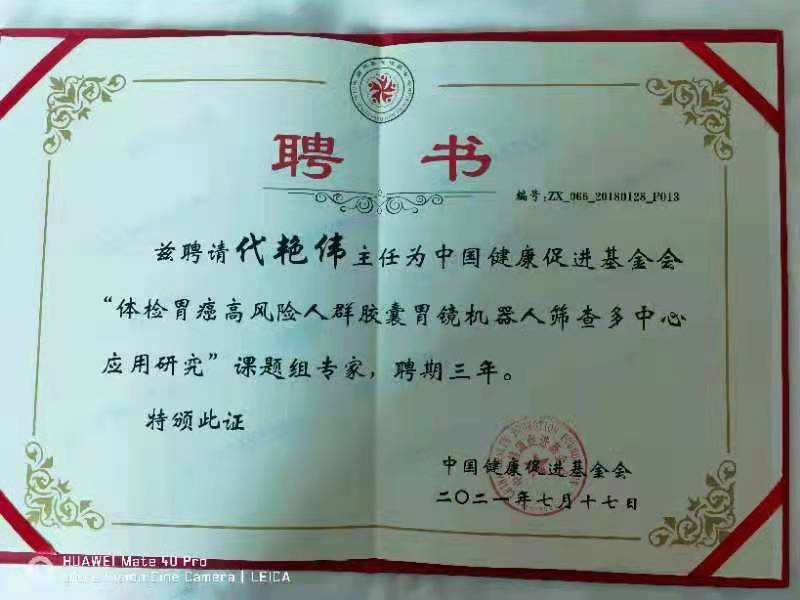 聘 书
编号:ZX_066_20180128_P013
兹聘请代艳伟主任为中国健康促进基金会
“体检胃癌高风险人群胶囊胃镜机器人筛查多中心
应用研究”课题组专家，聘期三年。
特颁此证
中国健康促进基金会
二〇二一年七月十七日
HUAWEI Mate 40 Pro
Camera | LEICA